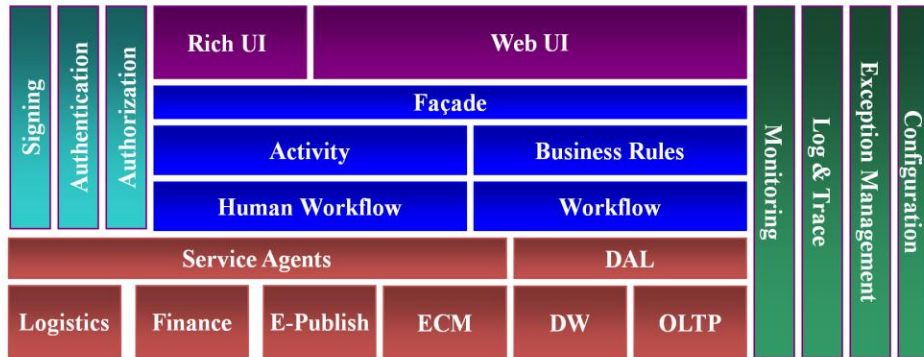 Signing
Authentication
Authorization
Rich UI
Web UI
Façade
Activity
Business Rules
Human Workflow
Workflow
Service Agents
DAL
Logistics
Finance
E-Publish
ECM
DW
OLTP
Monitoring
Log & Trace
Exception Management
Configuration